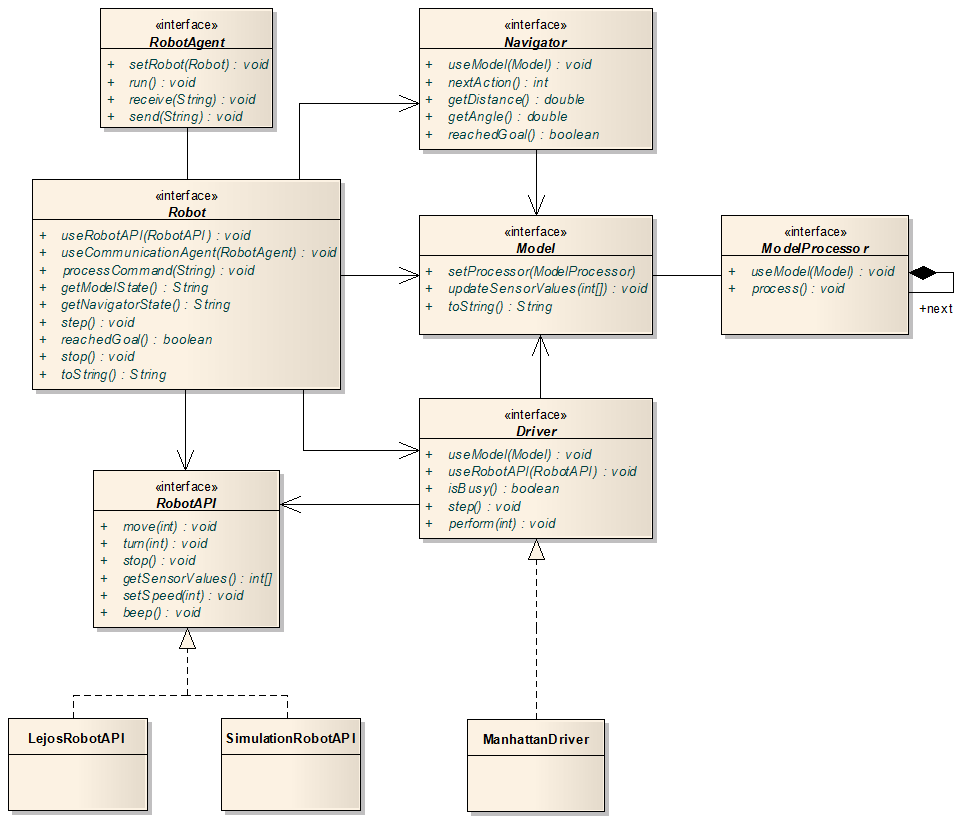 «interface»
RobotAgent
+ setRobot(Robot) : void
+ run() : void
+ receive(String) : void
+ send(String) : void
«interface»
Navigator
+ useModel(Model) : void
+ nextAction() : int
+ getDistance() : double
+ getAngle() : double
+ reachedGoal() : boolean
«interface»
Robot
+ useRobotAPI(RobotAPI) : void
+ useCommunicationAgent(RobotAgent) : void
+ processCommand(String) : void
+ getModelState() : String
+ getNavigatorState() : String
+ step() : void
+ reachedGoal() : boolean
+ stop() : void
+ toString() : String
«interface»
Model
+ setProcessor(ModelProcessor)
+ updateSensorValues(int[]) : void
+ toString() : String
«interface»
ModelProcessor
+ useModel(Model) : void
+ process() : void
+next
«interface»
Driver
+ useModel(Model) : void
+ useRobotAPI(RobotAPI) : void
+ isBusy() : boolean
+ step() : void
+ perform(int) : void
«interface»
RobotAPI
+ move(int) : void
+ turn(int) : void
+ stop() : void
+ getSensorValues() : int[]
+ setSpeed(int) : void
+ beep() : void
LejosRobotAPI
SimulationRobotAPI
ManhattanDriver